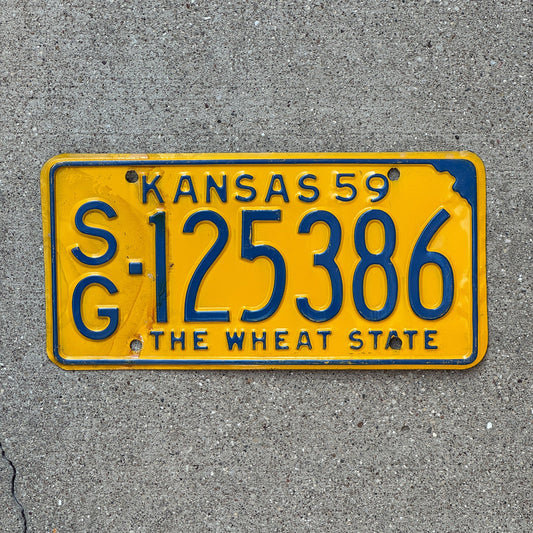 KANSAS 59
SG-125386
THE WHEAT STATE